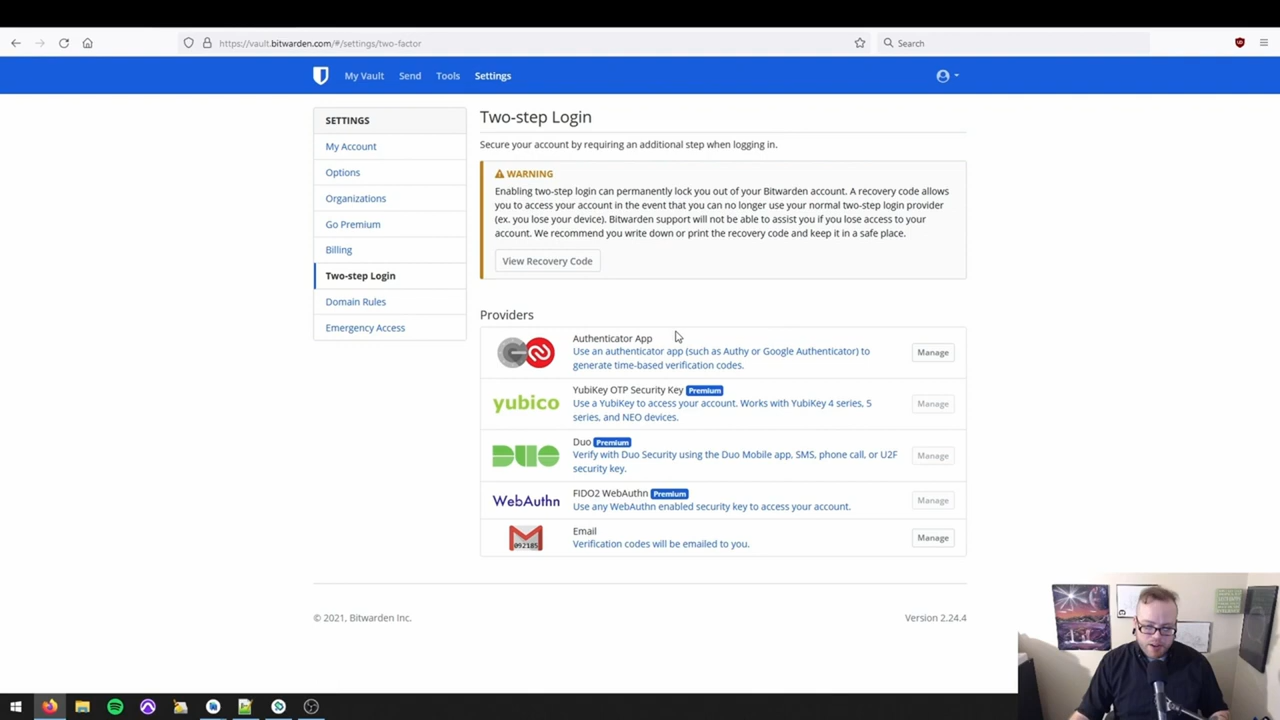 https://vault.bitwarden.com/#/settings/two-factor
Search
My Vault
Send
Tools
Settings
SETTINGS
My Account
Options
Organizations
Go Premium
Billing
Two-step Login
Domain Rules
Emergency Access
Two-step Login
Secure your account by requiring an additional step when logging in.
WARNING
Enabling two-step login can permanently lock you out of your Bitwarden account. A recovery code allows
you to access your account in the event that you can no longer use your normal two-step login provider
(ex. you lose your device). Bitwarden support will not be able to assist you if you lose access to your
account. We recommend you write down or print the recovery code and keep it in a safe place.
View Recovery Code
Providers
Authenticator App
Use an authenticator app (such as Authy or Google Authenticator) to
generate time-based verification codes.
Manage
yubico
YubiKey OTP Security Key Premium
Use a YubiKey to access your account. Works with YubiKey 4 series, 5
series, and NEO devices.
Manage
DUO
Duo Premium
Verify with Duo Security using the Duo Mobile app, SMS, phone call, or U2F
security key.
Manage
WebAuthn
FIDO2 WebAuthn Premium
Use any WebAuthn enabled security key to access your account.
Manage
092185
Email
Verification codes will be emailed to you.
Manage
© 2021, Bitwarden Inc.
Version 2.24.4